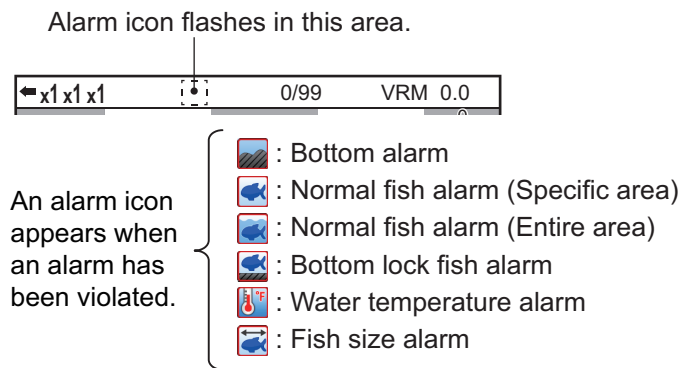 Alarm icon flashes in this area.
x1 x1 x1 0/99 VRM 0.0
0
An alarm icon
appears when
an alarm has
been violated.
: Bottom alarm
: Normal fish alarm (Specific area)
: Normal fish alarm (Entire area)
: Bottom lock fish alarm
°F : Water temperature alarm
: Fish size alarm